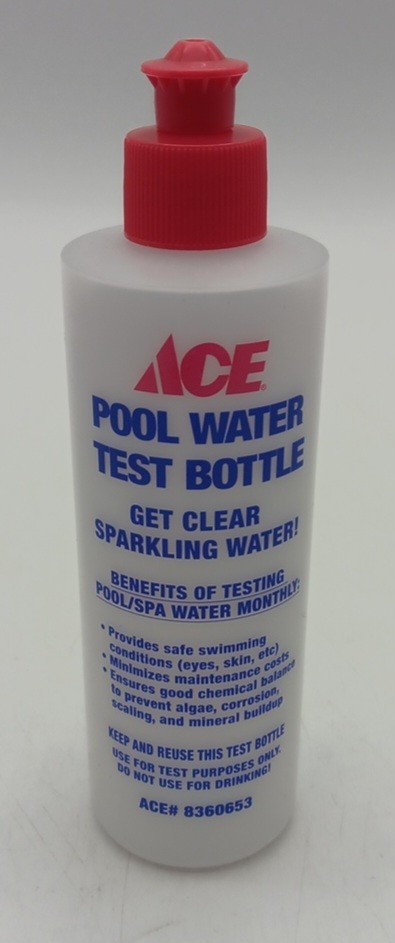 ACE®
POOL WATER
TEST BOTTLE
GET CLEAR
SPARKLING WATER!
BENEFITS OF TESTING
POOL/SPA WATER MONTHLY:
• Provides safe swimming
conditions (eyes, skin, etc)
• Minimizes maintenance costs
• Ensures good chemical balance
to prevent algae, corrosion,
scaling, and mineral buildup
KEEP AND REUSE THIS TEST BOTTLE
USE FOR TEST PURPOSES ONLY.
DO NOT USE FOR DRINKING!
ACE# 8360653